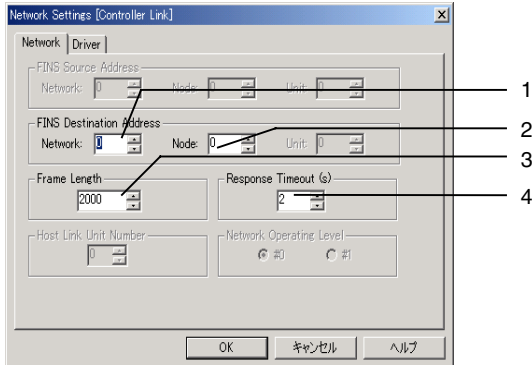 Network Settings [Controller Link]
Network Driver
FINS Source Address
Network: 0 Node: 0 Unit: 0
1
FINS Destination Address
Network: 0 Node: 0 Unit: 0
2
3
Frame Length Response Timeout (s)
2000 2
4
Host Link Unit Number Network Operating Level
0 #0 #1
OK キャンセル ヘルプ